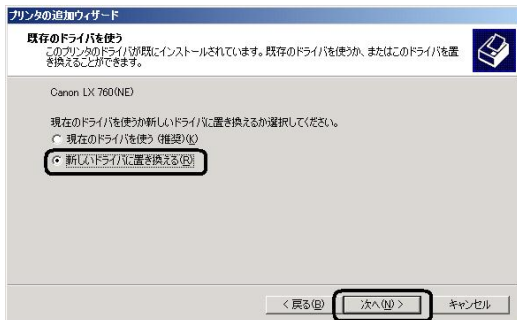 プリンタの追加ウィザード
既存のドライバを使う
このプリンタのドライバが既にインストールされています。既存のドライバを使うか、またはこのドライバを置
き換えることができます。
Canon LX 760(NE)
現在のドライバを使うか新しいドライバに置き換えるか選択してください。
現在のドライバを使う (推奨)(K)
新しいドライバに置き換える(R)
< 戻る(B)
次へ(N) >
キャンセル